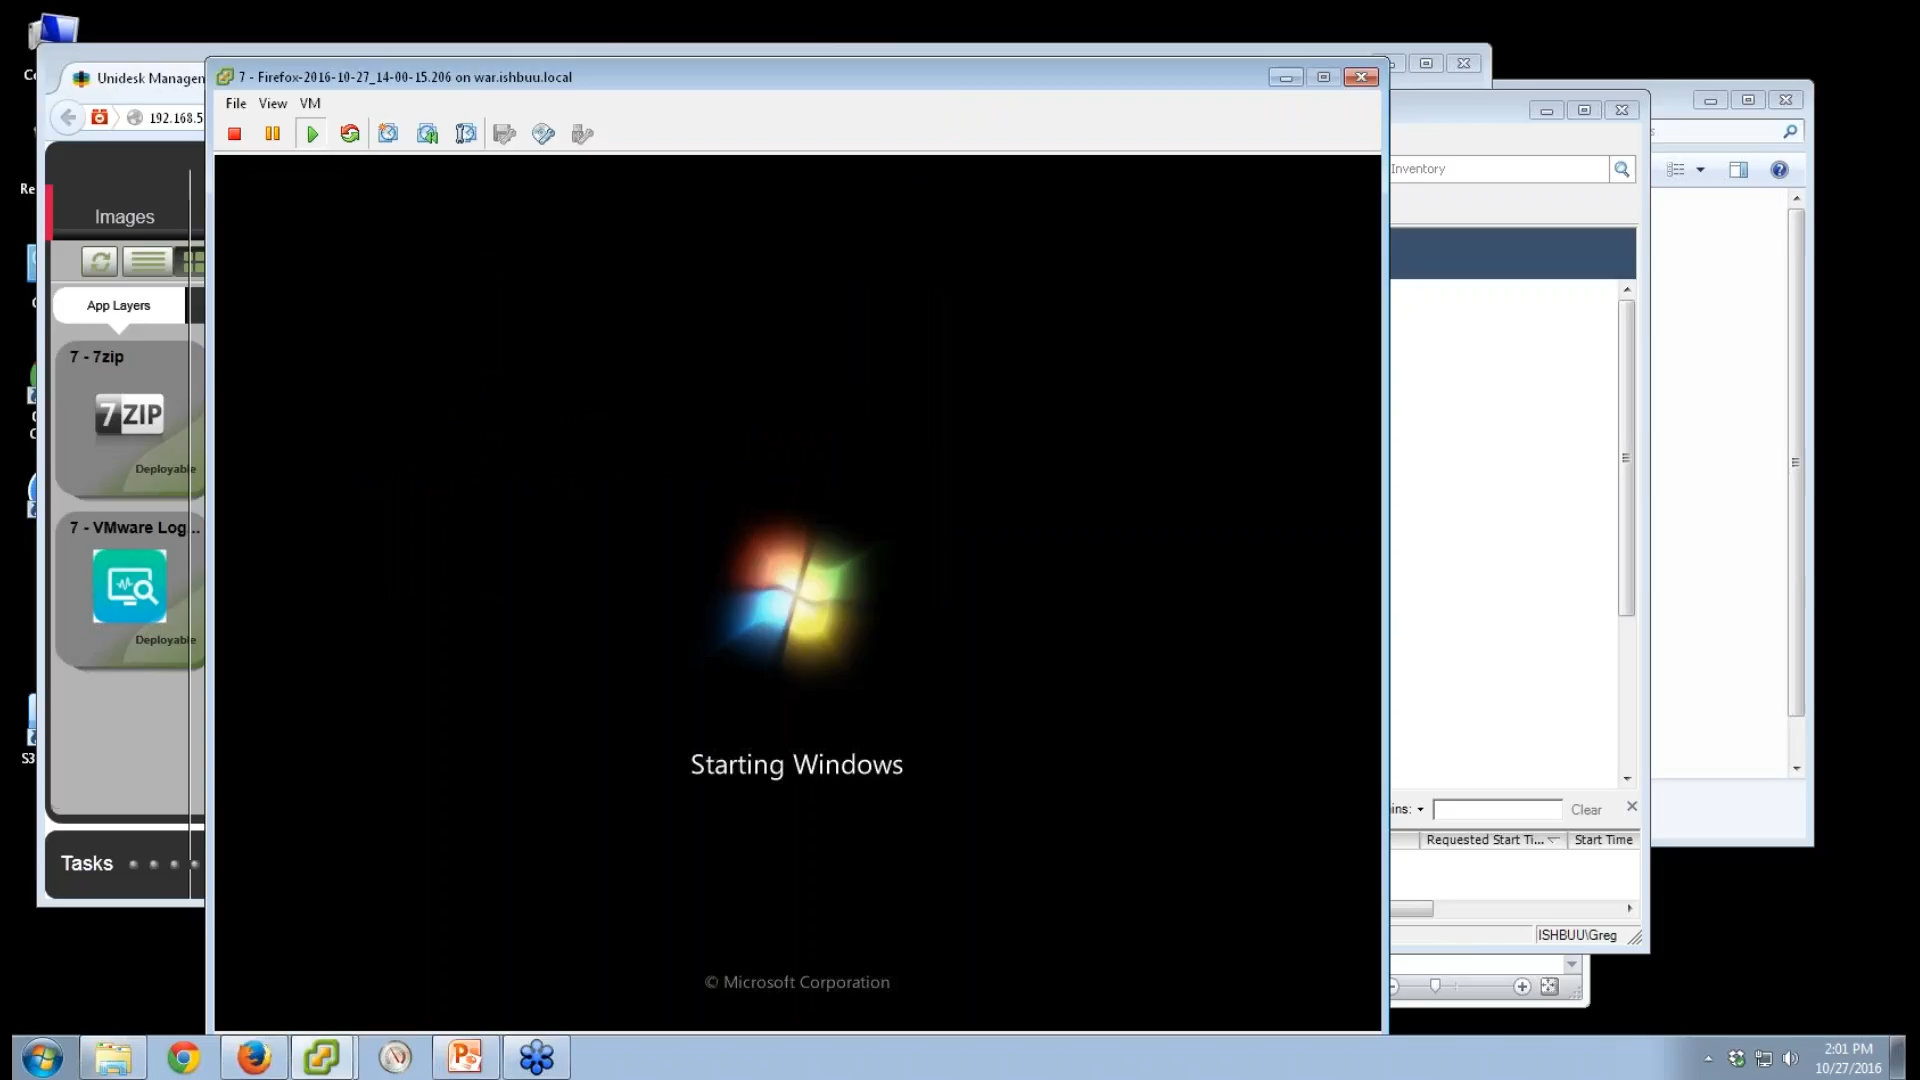 Unidesk Managen
7 - Firefox-2016-10-27_14-00-15.206 on war.ishbuu.local
192.168.5
File View VM
Inventory
Images
App Layers
7 - 7zip
7 ZIP
Deployable
7 - VMware Log...
Deployable
Starting Windows
© Microsoft Corporation
Clear
Requested Start Ti...
Start Time
Tasks
ISHBUU\Greg
2:01 PM
10/27/2016